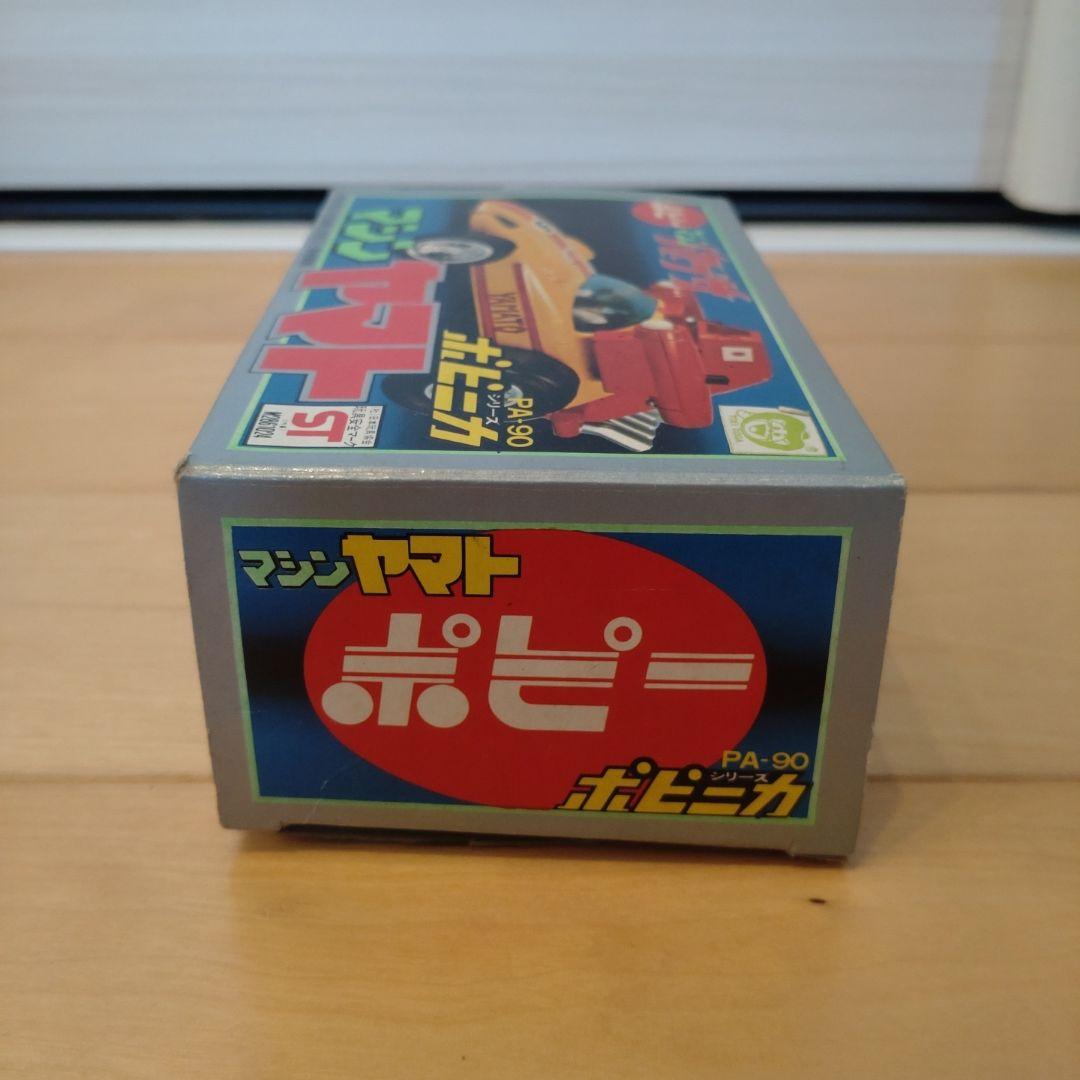 マシン
ヤマト
YAMATO
PA-90
シリーズ
ポピニカ
ST
マシンヤマト
ポピー
PA-90
シリーズ
ポピニカ